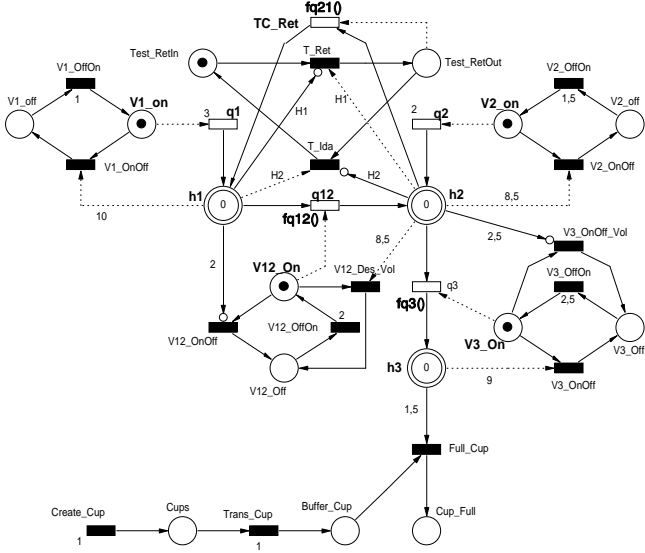 fq21()
TC_Ret
Test_RetIn
T_Ret
Test_RetOut
V1_OffOn
1
V1_off
V1_on
V1_OnOff
10
3
q1
H1
H1
T_Ida
H2
H2
2
q2
V2_on
V2_OffOn
1,5
V2_off
V2_OnOff
8,5
h1
0
q12
fq12()
0
h2
2
8,5
2,5
V3_OnOff_Vol
V12_On
V12_Des_Vol
q3
fq3()
V3_OffOn
2,5
V3_On
V3_Off
V12_OnOff
V12_OffOn
2
V12_Off
h3
0
9
V3_OnOff
1,5
Full_Cup
Create_Cup
1
Cups
Trans_Cup
1
Buffer_Cup
Cup_Full